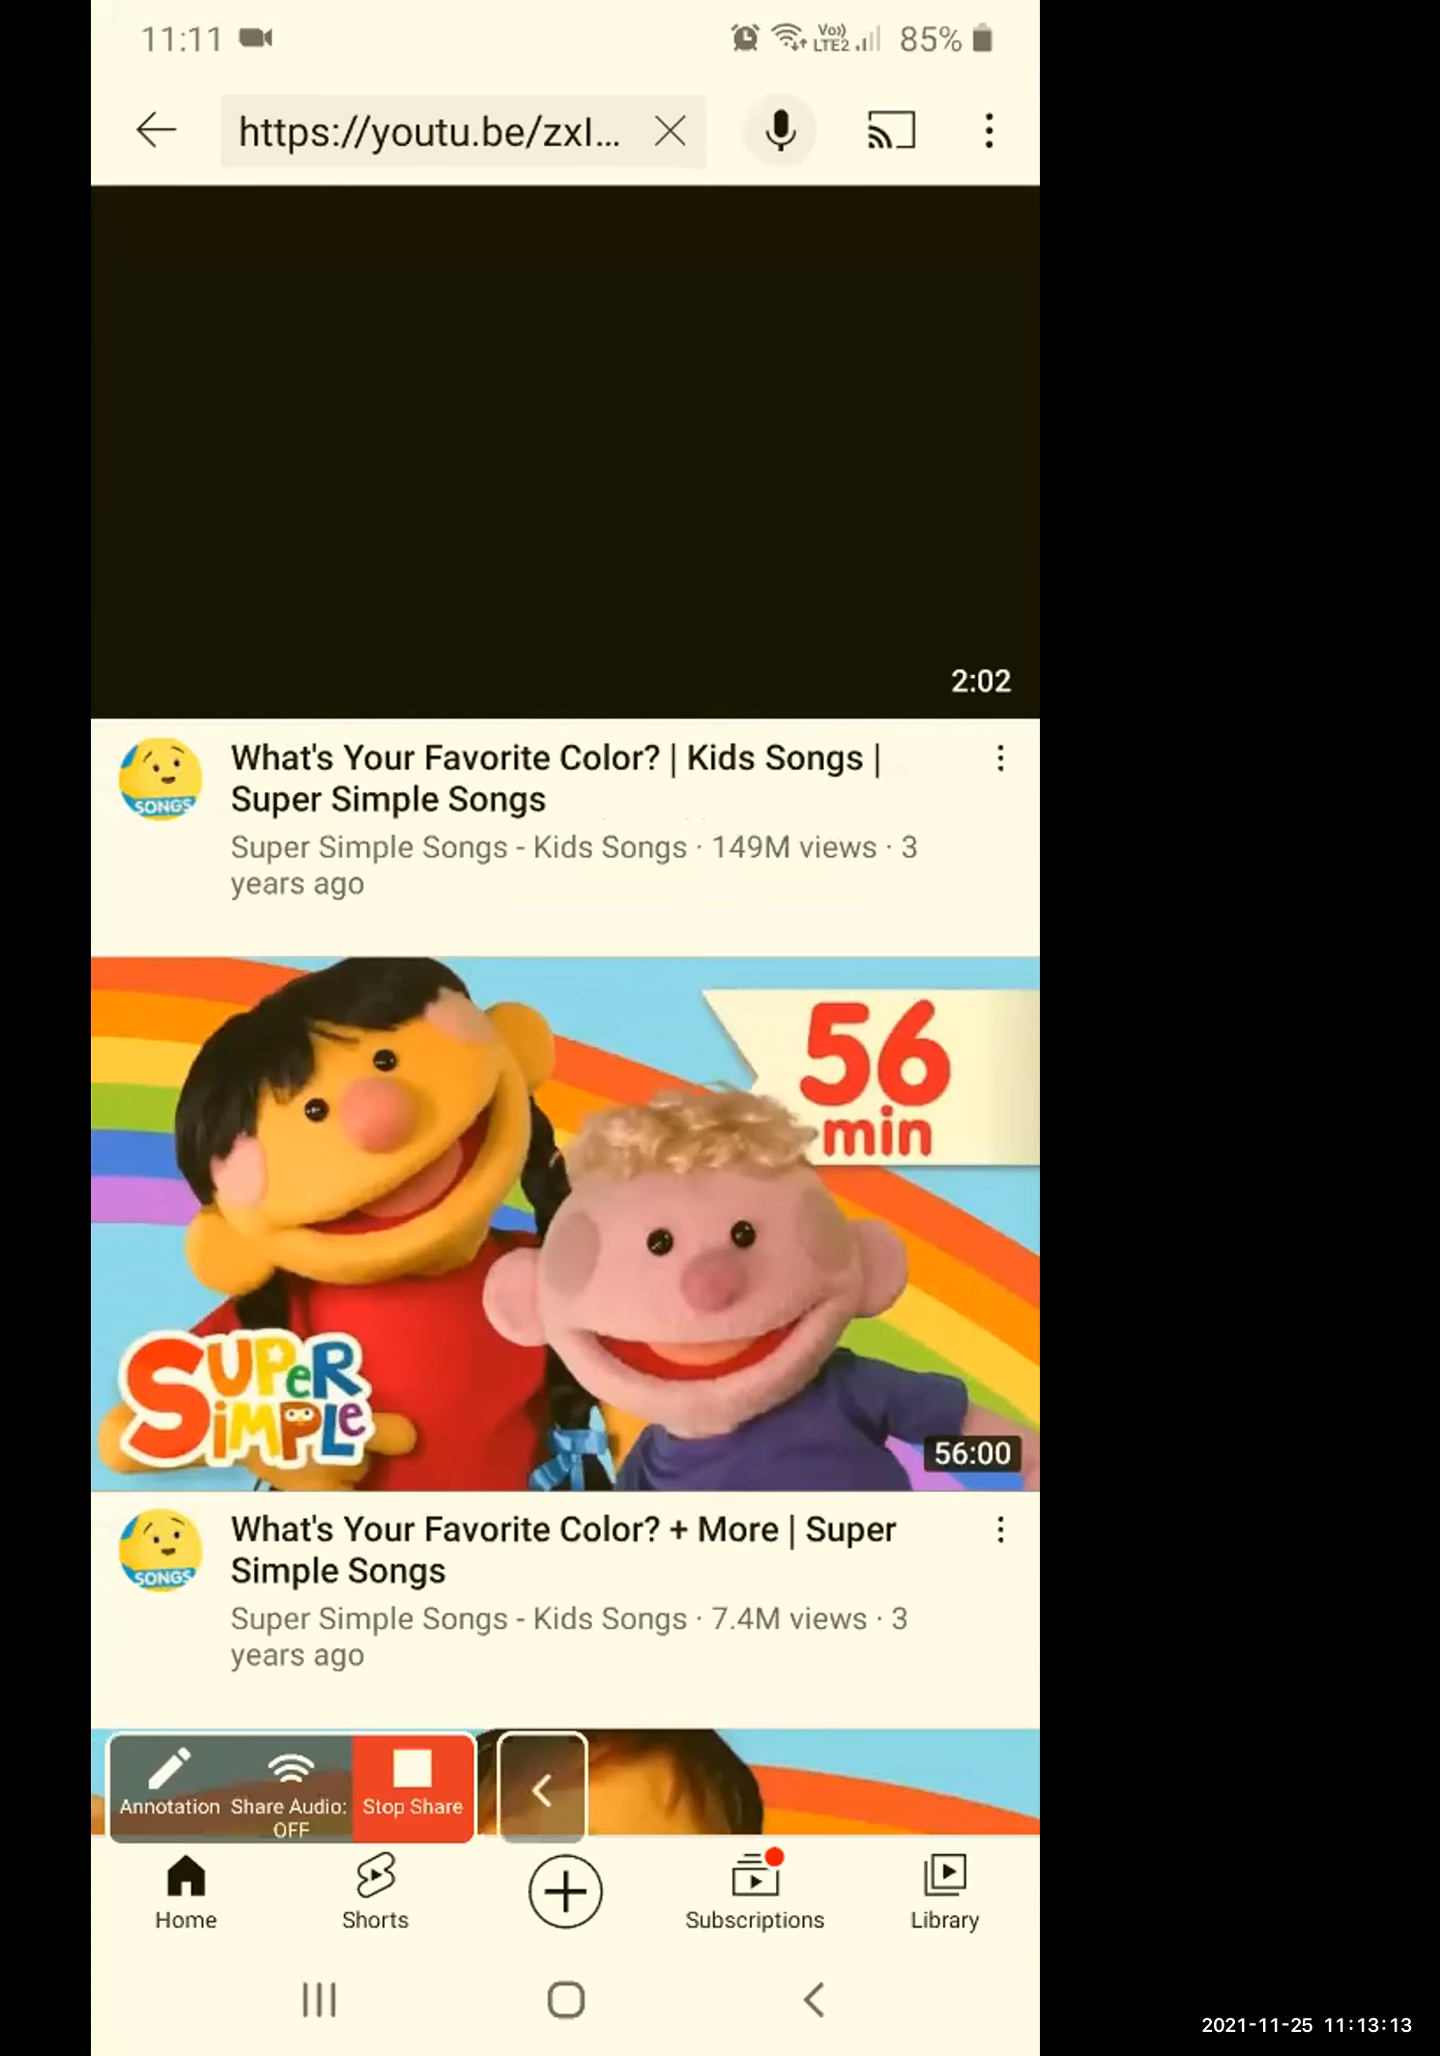 11:11
Vo))
LTE2
85%
https://youtu.be/zxI...
2:02
SONGS
What's Your Favorite Color? | Kids Songs |
Super Simple Songs
Super Simple Songs - Kids Songs · 149M views · 3
years ago
56
min
SUPeR
SiMPLe
56:00
SONGS
What's Your Favorite Color? + More | Super
Simple Songs
Super Simple Songs - Kids Songs · 7.4M views · 3
years ago
Annotation
Share Audio:
OFF
Stop Share
Home
Shorts
Subscriptions
Library
2021-11-25 11:13:13